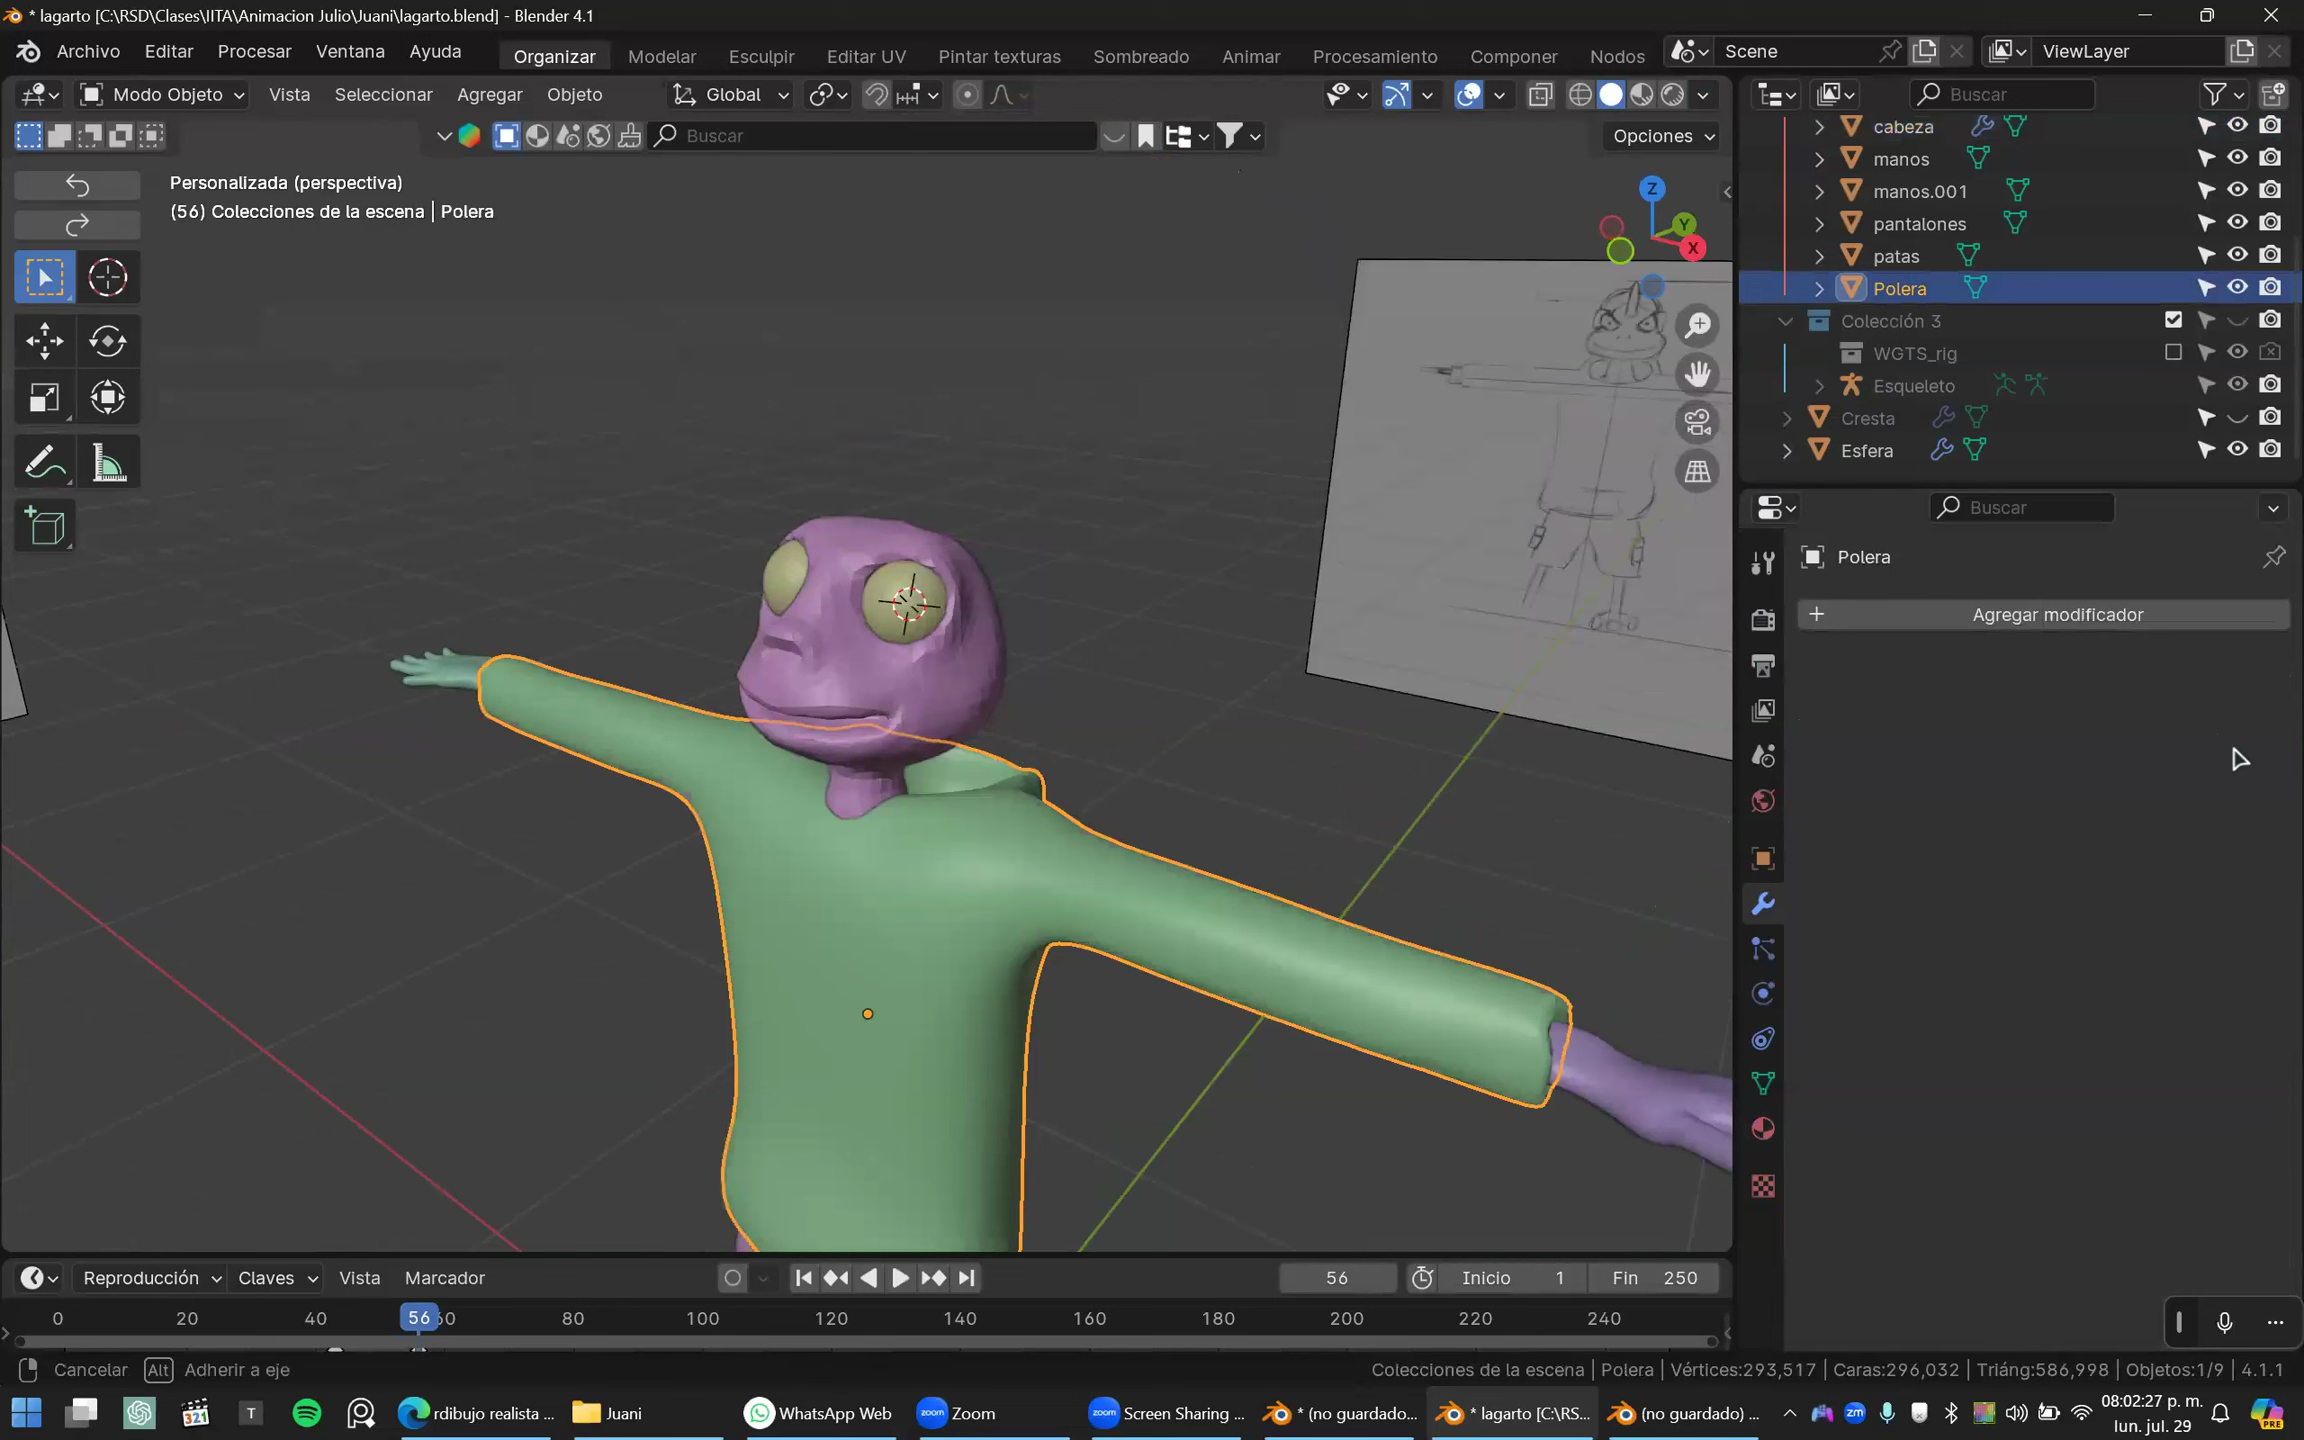 * lagarto [C:\RSD\Clases\IITA\Animacion Julio\Juani\lagarto.blend] - Blender 4.1
Archivo Editar Procesar Ventana Ayuda Organizar Modelar Esculpir Editar UV Pintar texturas Sombreado Animar Procesamiento Componer Nodos Scene ViewLayer
Modo Objeto Vista Seleccionar Agregar Objeto Global Buscar
Buscar Opciones
Personalizada (perspectiva)
(56) Colecciones de la escena | Polera
Z
Y
X
cabeza
manos
manos.001
pantalones
patas
Polera
Colección 3
WGTS_rig
Esqueleto
Cresta
Esfera
Buscar
Polera
+ Agregar modificador
Reproducción Claves Vista Marcador 56 Inicio 1 Fin 250
0 20 40 56 60 80 100 120 140 160 180 200 220 240
Cancelar Alt Adherir a eje Colecciones de la escena | Polera | Vértices:293,517 | Caras:296,032 | Triáng:586,998 | Objetos:1/9 | 4.1.1
321 T rdibujo realista ... Juani WhatsApp Web zoom Zoom zoom Screen Sharing ... * (no guardado... * lagarto [C:\RS... (no guardado) ... zm 08:02:27 p. m. PRE
lun. jul. 29